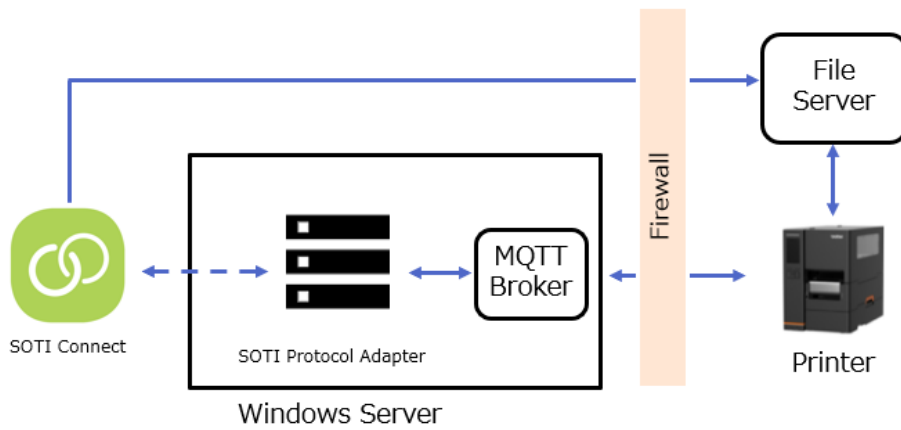 File
Server
Firewall
MQTT
Broker
SOTI Connect
SOTI Protocol Adapter
Printer
Windows Server